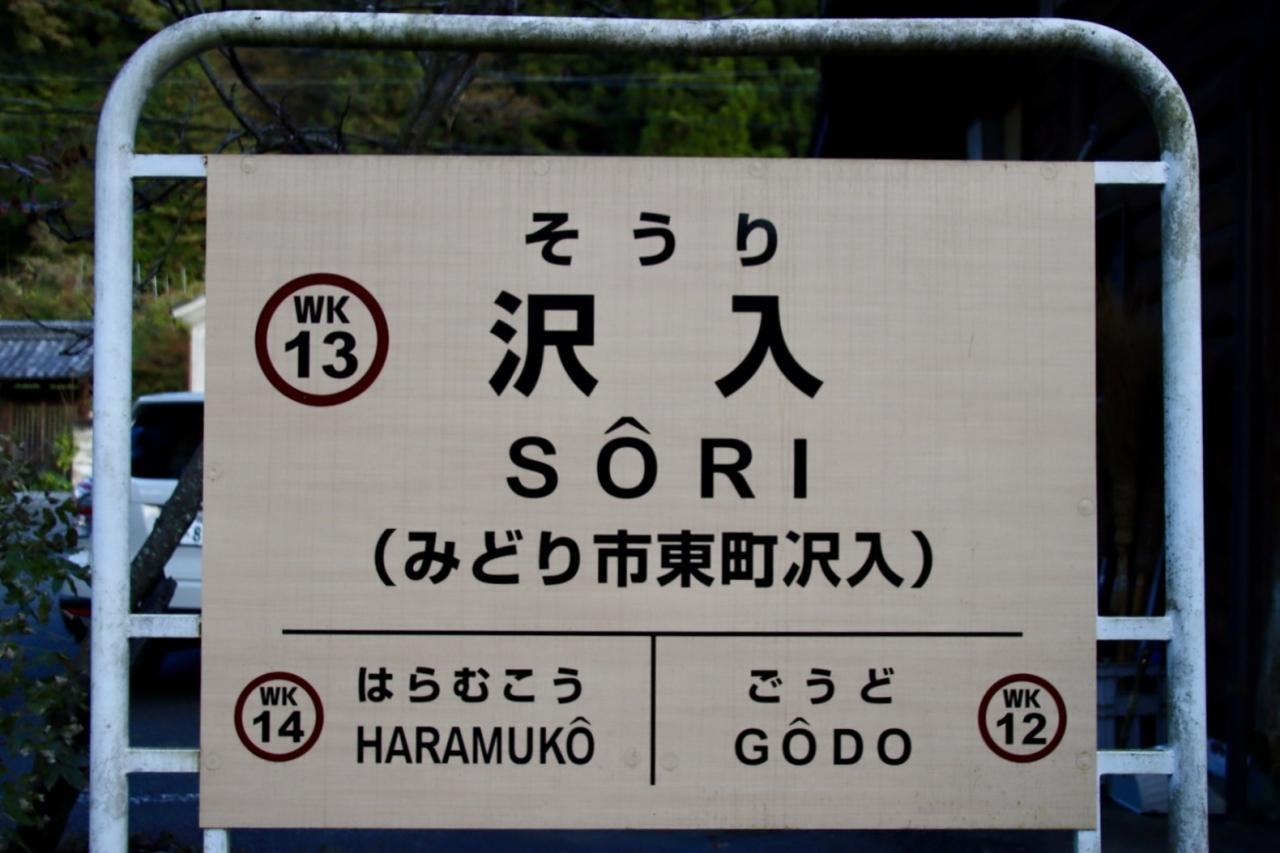 そうり
WK
13
沢入
SÔRI
（みどり市東町沢入）
WK
14
はらむこう
HARAMUKÔ
ごうど
GÔDO
WK
12